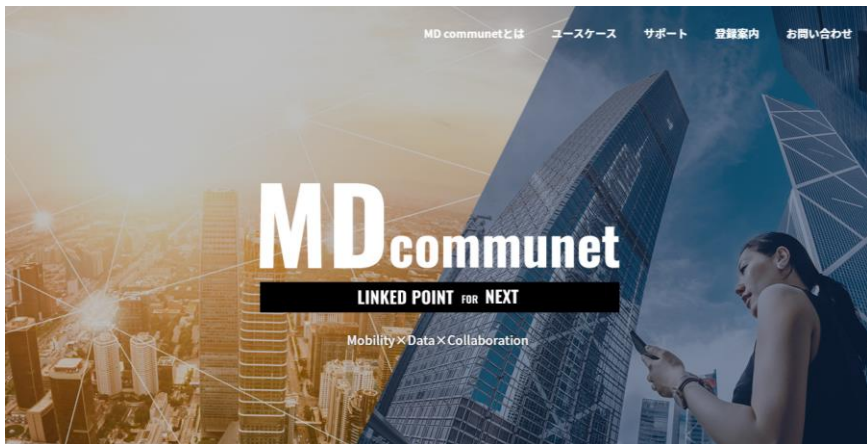 MD communetとは ユースケース サポート 登録案内 お問い合わせ
MDcommunet
LINKED POINT FOR NEXT
Mobility×Data×Collaboration